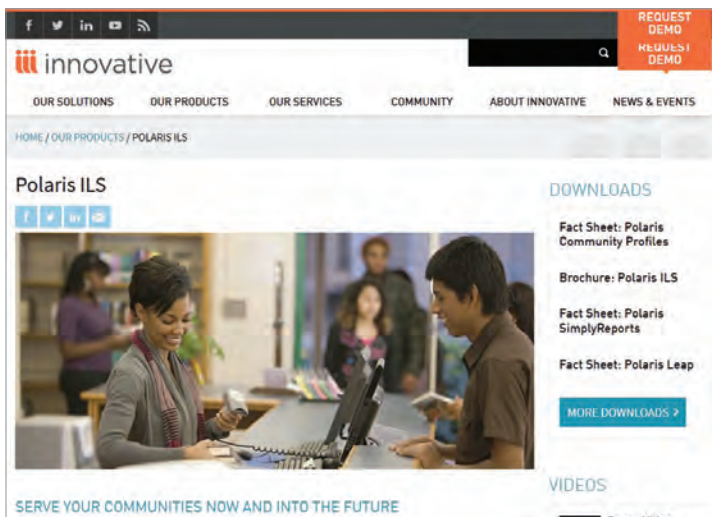 REQUEST
DEMO
REQUEST
DEMO
iii innovative
OUR SOLUTIONS OUR PRODUCTS OUR SERVICES COMMUNITY ABOUT INNOVATIVE NEWS & EVENTS
HOME / OUR PRODUCTS / POLARIS ILS
Polaris ILS
DOWNLOADS
Fact Sheet: Polaris
Community Profiles
Brochure: Polaris ILS
Fact Sheet: Polaris
SimplyReports
Fact Sheet: Polaris Leap
MORE DOWNLOADS >
SERVE YOUR COMMUNITIES NOW AND INTO THE FUTURE
VIDEOS